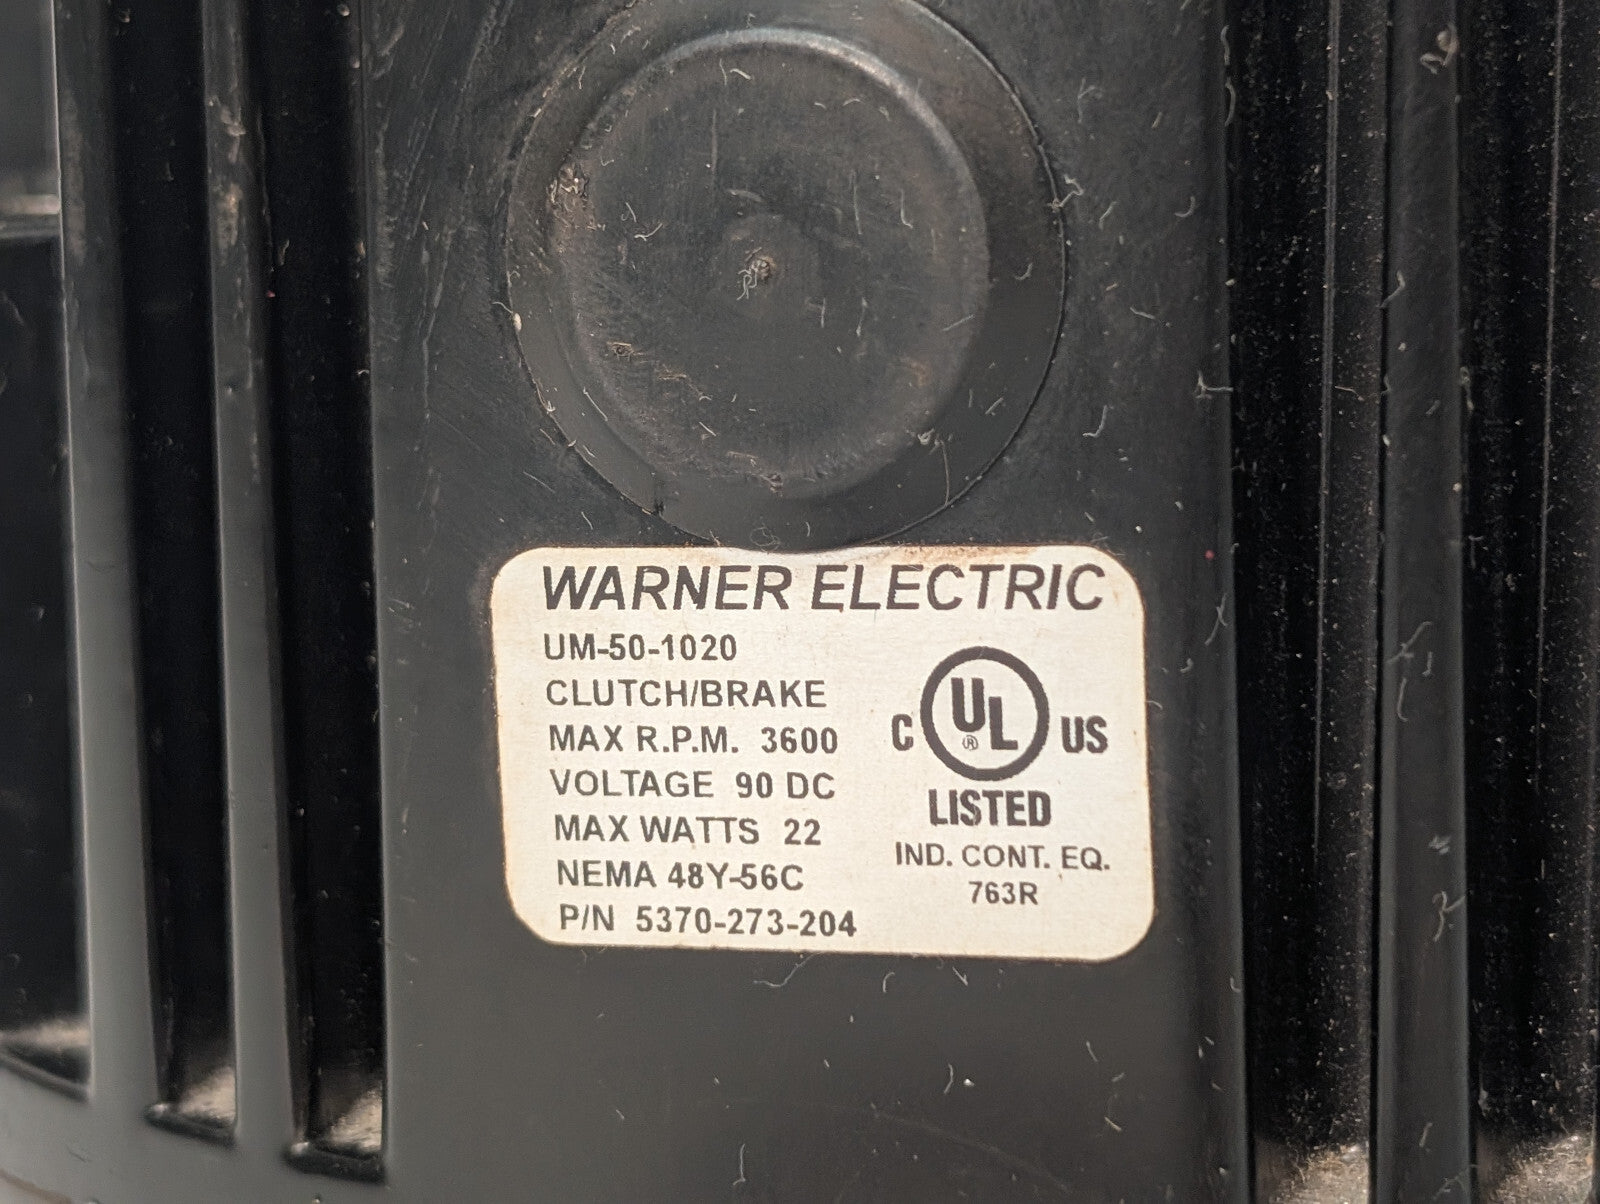 WARNER ELECTRIC
UM-50-1020
CLUTCH/BRAKE
MAX R.P.M. 3600
VOLTAGE 90 DC
MAX WATTS 22
NEMA 48Y-56C
P/N 5370-273-204
C UL® US
LISTED
IND. CONT. EQ.
763R